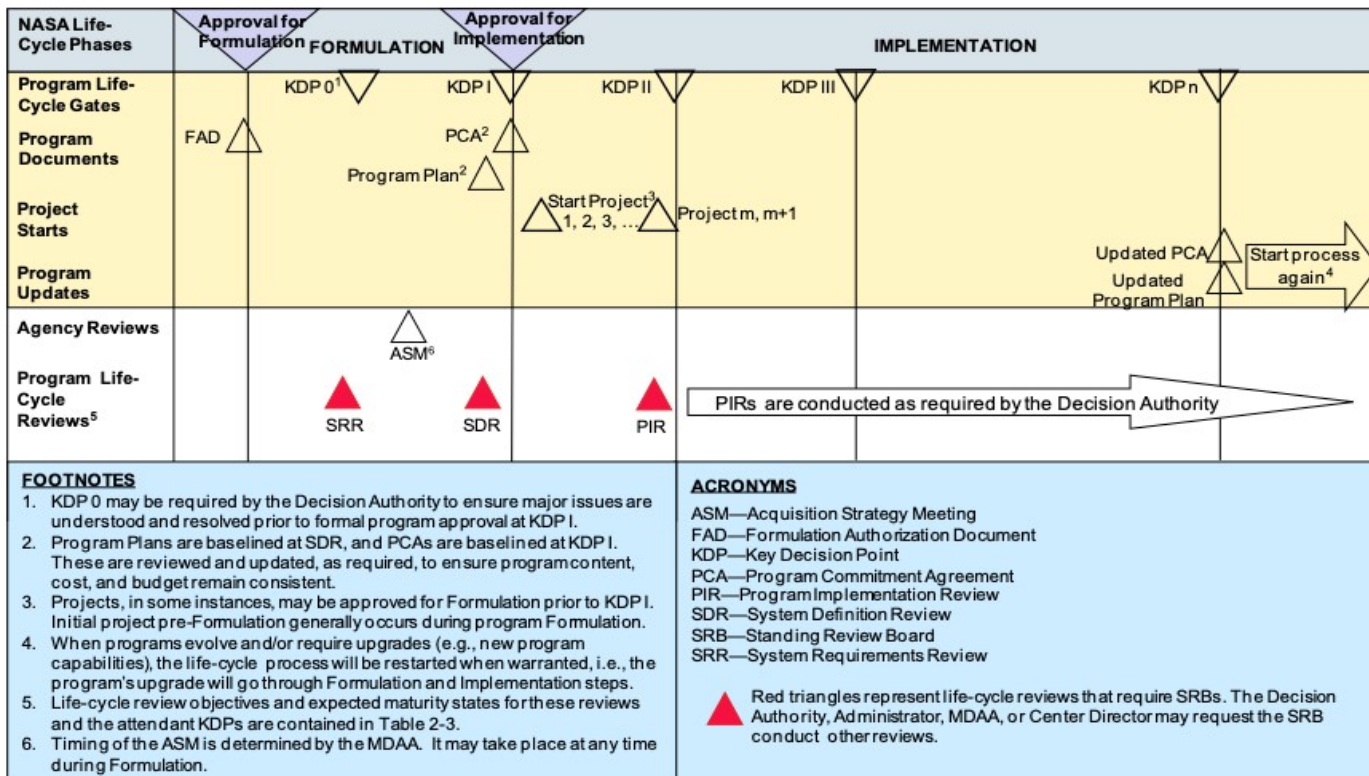 NASA Life-
Cycle Phases
Approval for
Formulation
FORMULATION
Approval for
Implementation
IMPLEMENTATION
Program Life-
Cycle Gates
KDP 0¹
KDP I
KDP II
KDP III
KDP n
Program
Documents
FAD
PCA²
Program Plan²
Project
Starts
Start Project³
1, 2, 3, …
Project m, m+1
Program
Updates
Updated PCA
Updated
Program Plan
Start process
again⁴
Agency Reviews
ASM⁶
Program Life-
Cycle
Reviews⁵
SRR
SDR
PIR
PIRs are conducted as required by the Decision Authority
FOOTNOTES
1. KDP 0 may be required by the Decision Authority to ensure major issues are
understood and resolved prior to formal program approval at KDP I.
2. Program Plans are baselined at SDR, and PCAs are baselined at KDP I.
These are reviewed and updated, as required, to ensure program content,
cost, and budget remain consistent.
3. Projects, in some instances, may be approved for Formulation prior to KDP I.
Initial project pre-Formulation generally occurs during program Formulation.
4. When programs evolve and/or require upgrades (e.g., new program
capabilities), the life-cycle process will be restarted when warranted, i.e., the
program's upgrade will go through Formulation and Implementation steps.
5. Life-cycle review objectives and expected maturity states for these reviews
and the attendant KDPs are contained in Table 2-3.
6. Timing of the ASM is determined by the MDAA. It may take place at any time
during Formulation.
ACRONYMS
ASM—Acquisition Strategy Meeting
FAD—Formulation Authorization Document
KDP—Key Decision Point
PCA—Program Commitment Agreement
PIR—Program Implementation Review
SDR—System Definition Review
SRB—Standing Review Board
SRR—System Requirements Review
Red triangles represent life-cycle reviews that require SRBs. The Decision
Authority, Administrator, MDAA, or Center Director may request the SRB
conduct other reviews.